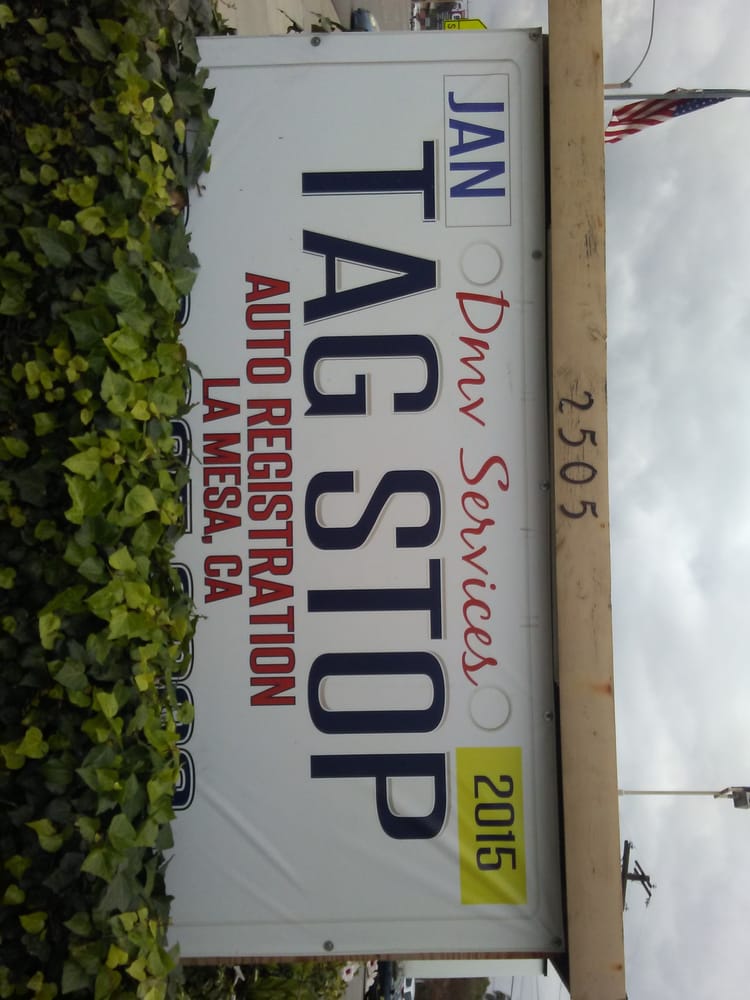 2505
JAN
Dmv Services
2015
TAG STOP
AUTO REGISTRATION
LA MESA, CA